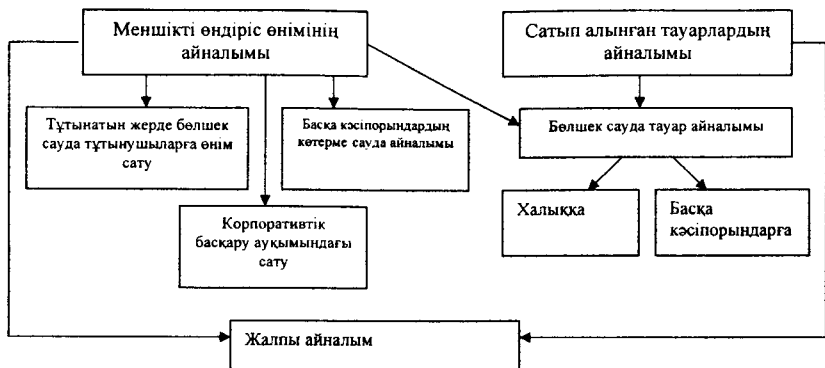 Меншікті өндіріс өнімінің
айналымы
Сатып алынған тауарлардың
айналымы
Тұтынатын жерде бөлшек
сауда тұтынушыларға өнім
сату
Басқа кәсіпорындардың
көтерме сауда айналымы
Бөлшек сауда тауар айналымы
Корпоративтік
басқару ауқымындағы
сату
Халыққа
Басқа
кәсіпорындарға
Жалпы айналым